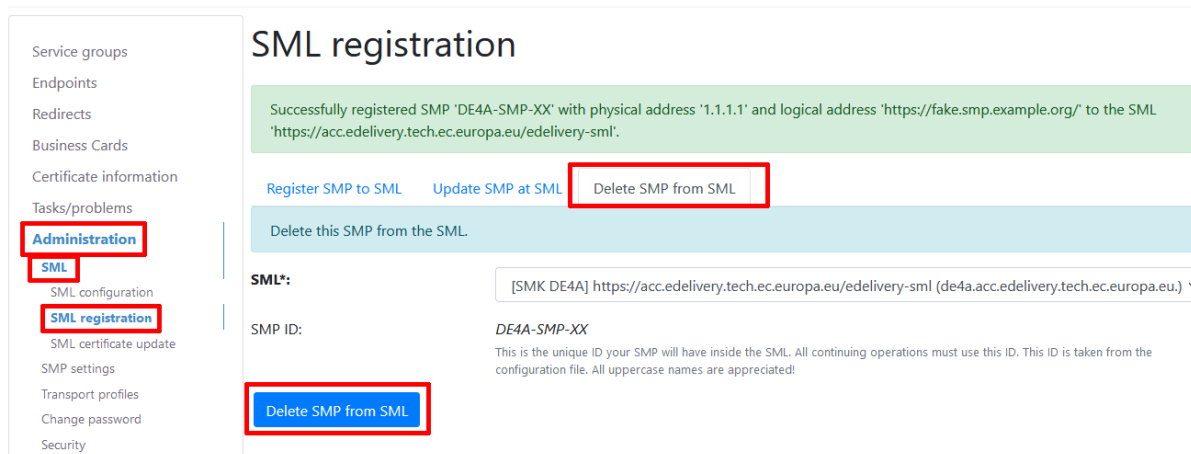 Service groups
Endpoints
Redirects
Business Cards
Certificate information
Tasks/problems
Administration
SML
SML configuration
SML registration
SML certificate update
SMP settings
Transport profiles
Change password
Security
SML registration
Successfully registered SMP 'DE4A-SMP-XX' with physical address '1.1.1.1' and logical address 'https://fake.smp.example.org/' to the SML
'https://acc.edelivery.tech.ec.europa.eu/edelivery-sml'.
Register SMP to SML Update SMP at SML Delete SMP from SML
Delete this SMP from the SML.
SML*: [SMK DE4A] https://acc.edelivery.tech.ec.europa.eu/edelivery-sml (de4a.acc.edelivery.tech.ec.europa.eu.)
SMP ID: DE4A-SMP-XX
This is the unique ID your SMP will have inside the SML. All continuing operations must use this ID. This ID is taken from the
configuration file. All uppercase names are appreciated!
Delete SMP from SML